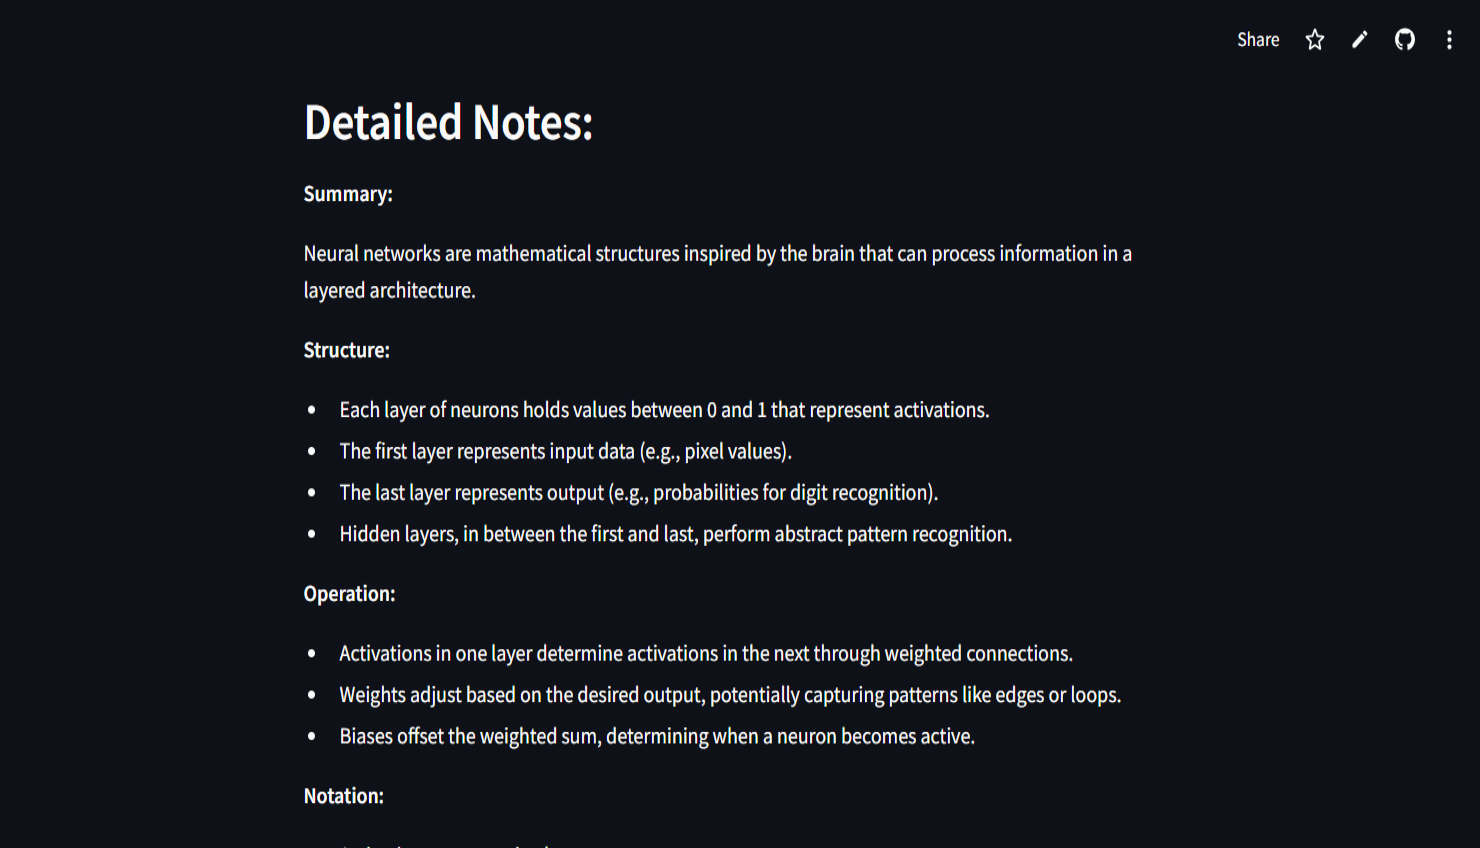 Share
Detailed Notes:
Summary:
Neural networks are mathematical structures inspired by the brain that can process information in a
layered architecture.
Structure:
Each layer of neurons holds values between 0 and 1 that represent activations.
The first layer represents input data (e.g., pixel values).
The last layer represents output (e.g., probabilities for digit recognition).
Hidden layers, in between the first and last, perform abstract pattern recognition.
Operation:
Activations in one layer determine activations in the next through weighted connections.
Weights adjust based on the desired output, potentially capturing patterns like edges or loops.
Biases offset the weighted sum, determining when a neuron becomes active.
Notation: